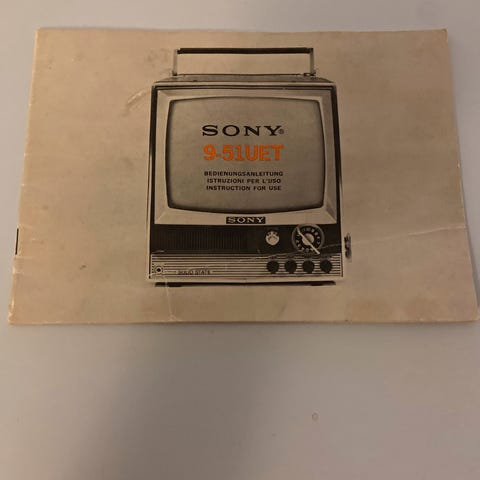 SONY®
9-51UET
BEDIENUNGSANLEITUNG
ISTRUZIONI PER L'USO
INSTRUCTION FOR USE
SONY
SOLID STATE